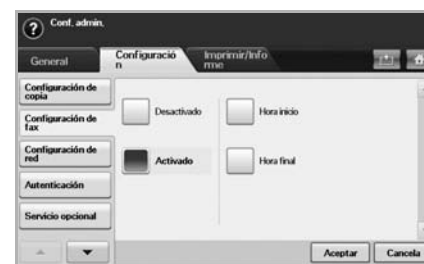 Conf. admin.
General
Configuració
n
Imprimir/Info
rme
Configuración de
copia
Configuración de
fax
Configuración de
red
Autenticación
Servicio opcional
Desactivado
Hora inicio
Activado
Hora final
Aceptar
Cancela